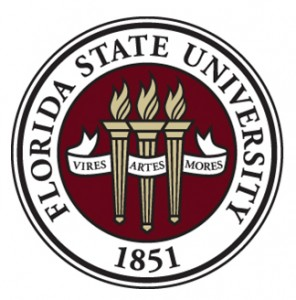 FLORIDA STATE UNIVERSITY
VIRES ARTES MORES
1851